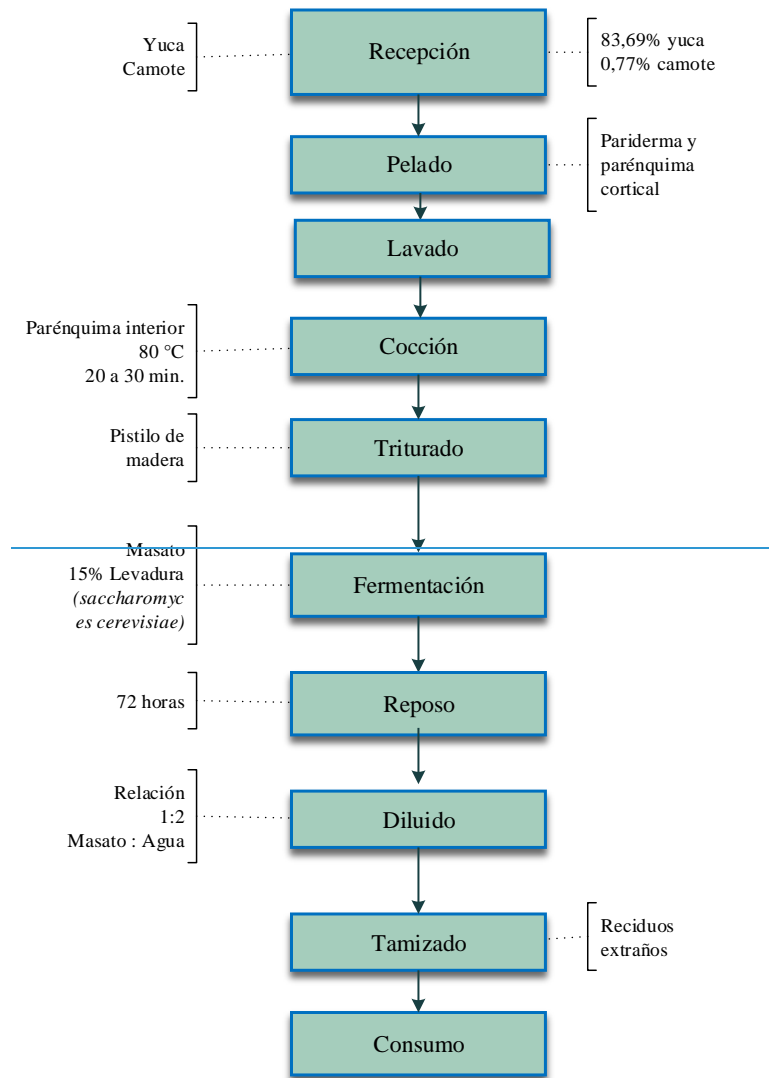 Yuca
Camote
Recepción
83,69% yuca
0,77% camote
Pelado
Pariderma y
parénquima
cortical
Lavado
Parénquima interior
80 °C
20 a 30 min.
Cocción
Pistilo de
madera
Triturado
Masato
15% Levadura
(saccharomyc
es cerevisiae)
Fermentación
72 horas
Reposo
Relación
1:2
Masato : Agua
Diluido
Tamizado
Reciduos
extraños
Consumo